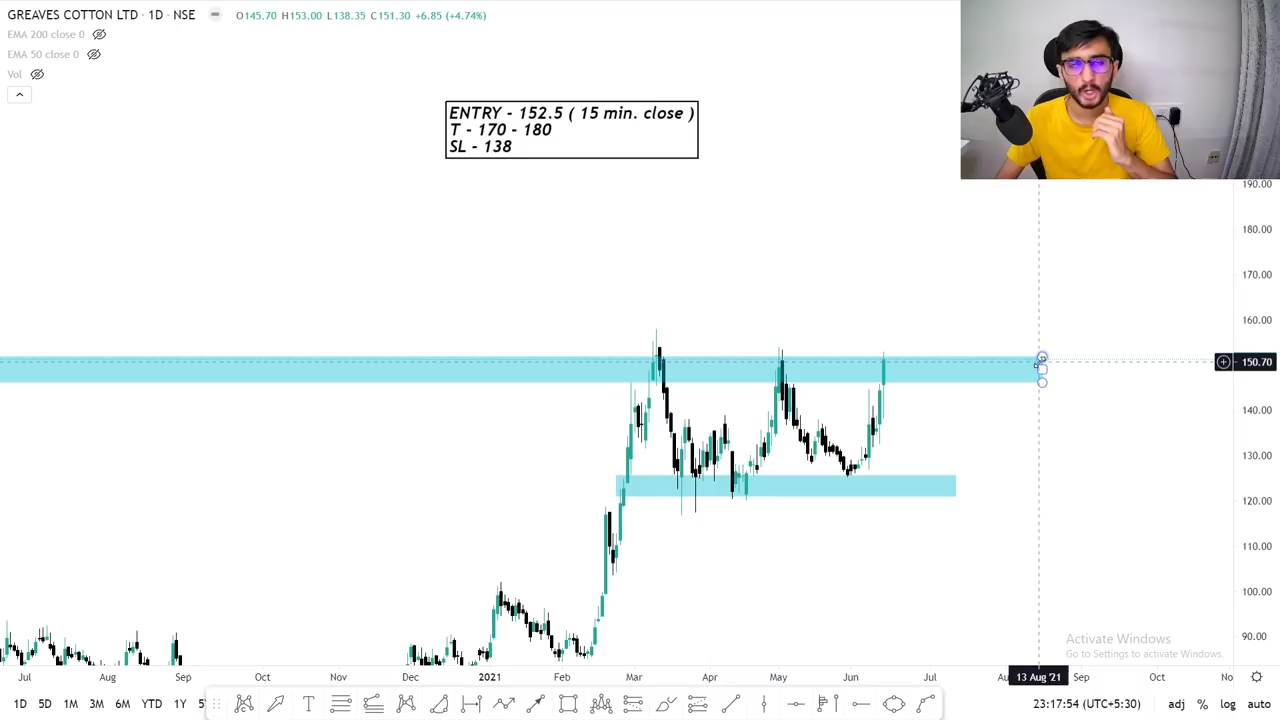 GREAVES COTTON LTD · 1D · NSE O145.70 H153.00 L138.35 C151.30 +6.85 (+4.74%)
EMA 200 close 0
EMA 50 close 0
Vol
ENTRY - 152.5 ( 15 min. close )
T - 170 - 180
SL - 138
190.00
180.00
170.00
160.00
150.70
140.00
130.00
120.00
110.00
100.00
90.00
Activate Windows
Go to Settings to activate Windows.
Jul Aug Sep Oct Dec 2021 Feb Mar Apr May Jun Jul 13 Aug '21 Sep Oct
1D 5D 1M 3M 6M YTD 1Y 23:17:54 (UTC+5:30) adj % log auto